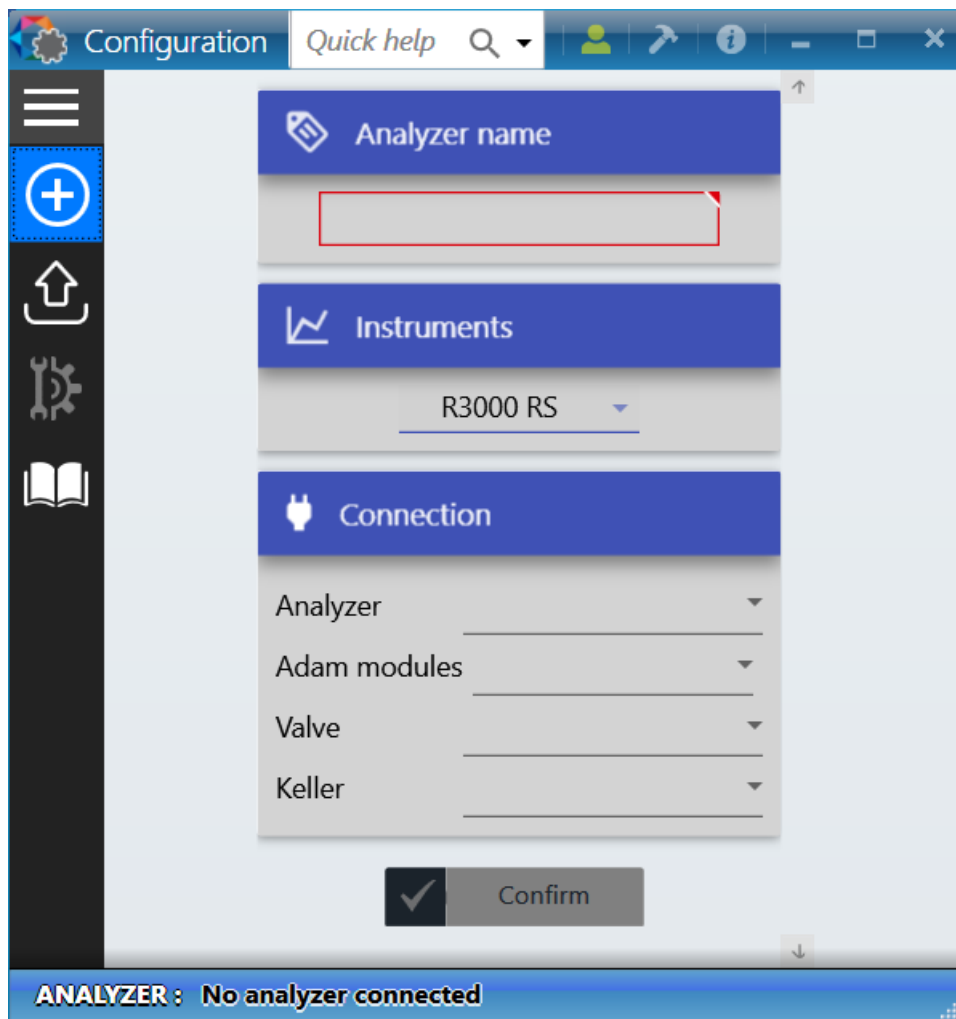 Configuration
Quick help
Analyzer name
Instruments
R3000 RS
Connection
Analyzer
Adam modules
Valve
Keller
Confirm
ANALYZER : No analyzer connected